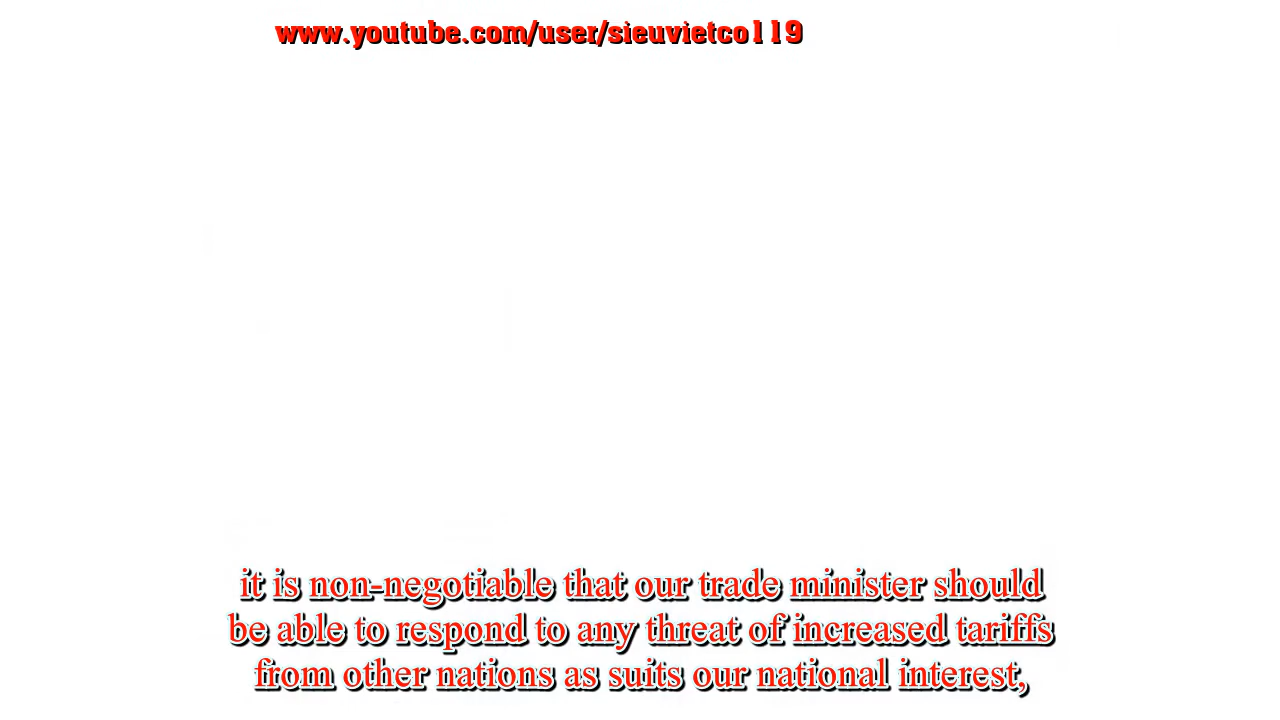 www.youtube.com/user/sieuvietco119
it is non-negotiable that our trade minister should
be able to respond to any threat of increased tariffs
from other nations as suits our national interest,